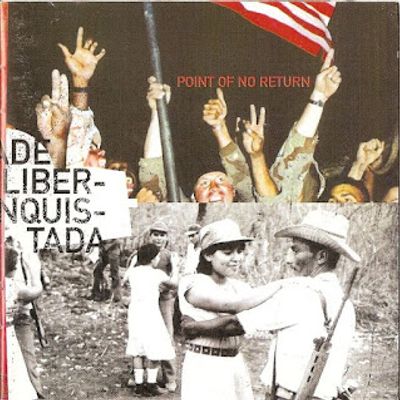 POINT OF NO RETURN
ADE
LIBER-
NQUIS-
TADA